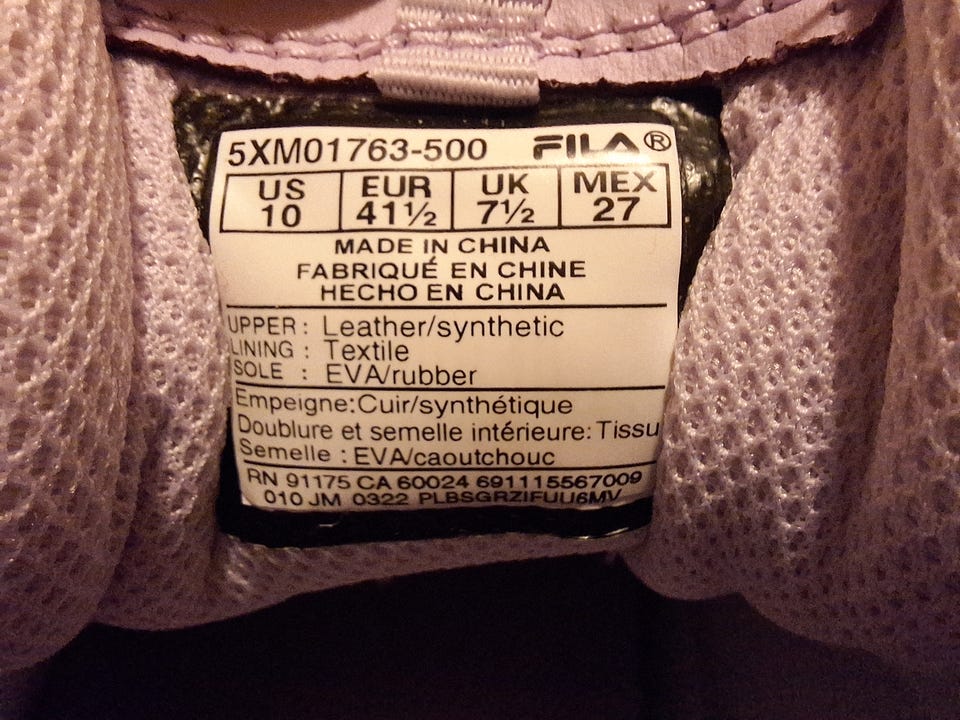 5XM01763-500 FILA®
US EUR UK MEX
10 41½ 7½ 27
MADE IN CHINA
FABRIQUÉ EN CHINE
HECHO EN CHINA
UPPER : Leather/synthetic
LINING : Textile
SOLE : EVA/rubber
Empeigne:Cuir/synthétique
Doublure et semelle intérieure: Tissu
Semelle : EVA/caoutchouc
RN 91175 CA 60024 691115567009
010 JM 0322